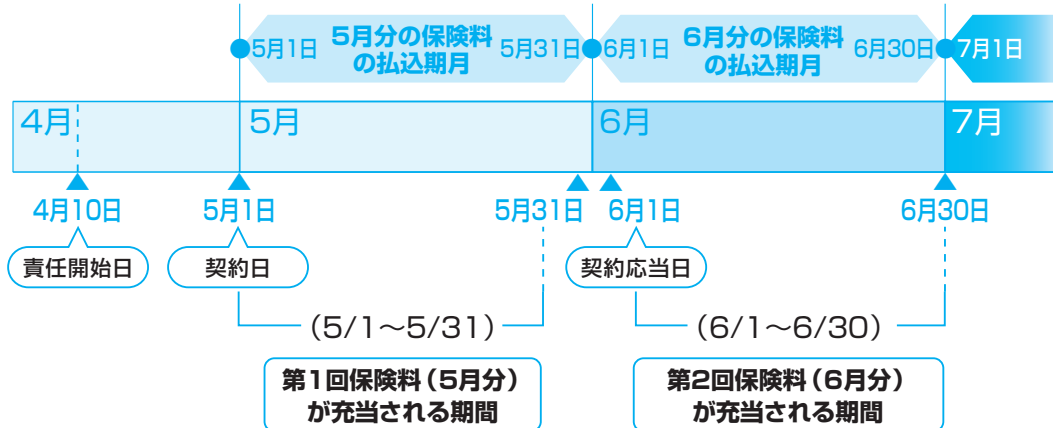 5月1日
5月分の保険料
の払込期月
5月31日
6月1日
6月分の保険料
の払込期月
6月30日
7月1日
4月
5月
6月
7月
4月10日
5月1日
5月31日
6月1日
6月30日
責任開始日
契約日
契約応当日
(5/1〜5/31)
(6/1〜6/30)
第1回保険料(5月分)
が充当される期間
第2回保険料(6月分)
が充当される期間